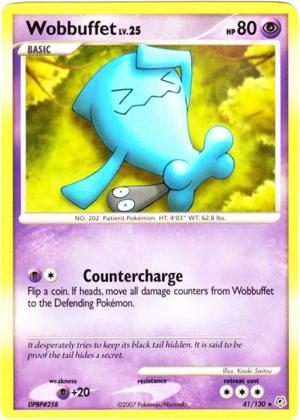 Wobbuffet LV.25 HP 80
BASIC
NO. 202 Patient Pokémon HT: 4'03" WT: 62.8 lbs.
Countercharge
Flip a coin. If heads, move all damage counters from Wobbuffet
to the Defending Pokémon.
It desperately tries to keep its black tail hidden. It is said to be
proof the tail hides a secret.
Illus. Kouki Saitou
weakness resistance retreat cost
+20
DPBP#258 ©2007 Pokémon/Nintendo 41/130